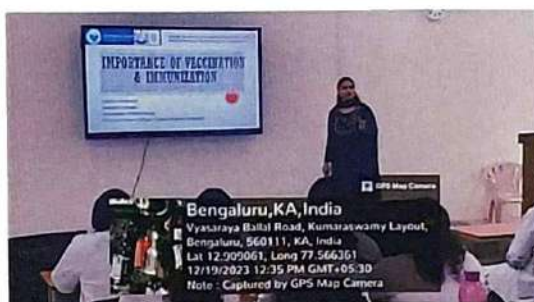 IMPORTANCE OF VECCINATION
& IMMUNIZATION
GPS Map Camera
Bengaluru,KA,India
Vyasaraya Ballal Road, Kumaraswamy Layout,
Bengaluru, 560111, KA, India
Lat 12.909061, Long 77.566361
12/19/2023 12:35 PM GMT+05:30
Note : Captured by GPS Map Camera